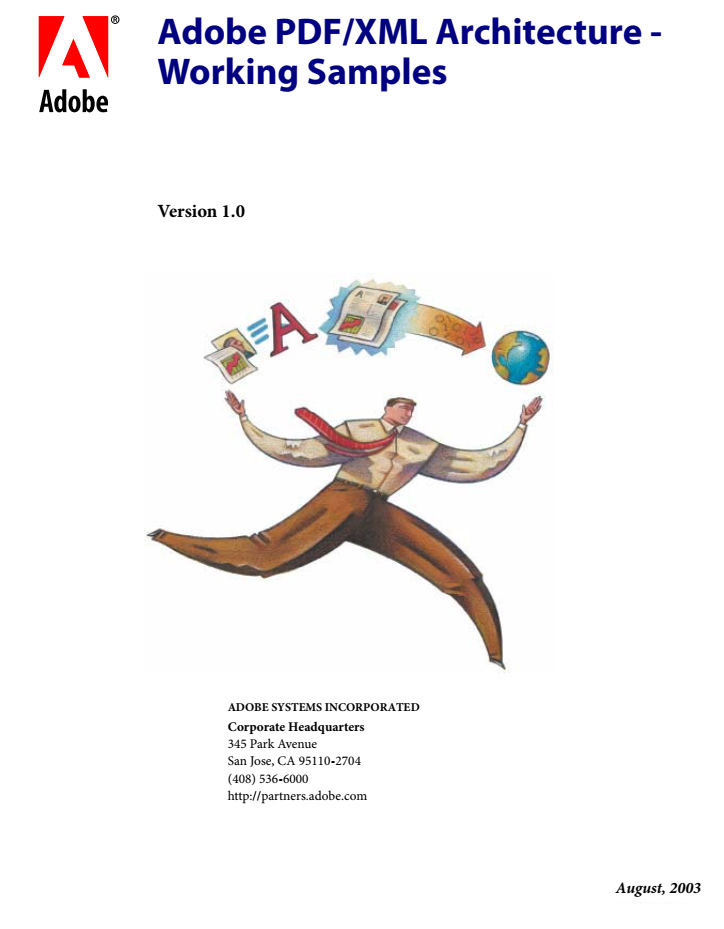 ®
Adobe
Adobe PDF/XML Architecture -
Working Samples
Version 1.0
A
ADOBE SYSTEMS INCORPORATED
Corporate Headquarters
345 Park Avenue
San Jose, CA 95110-2704
(408) 536-6000
http://partners.adobe.com
August, 2003